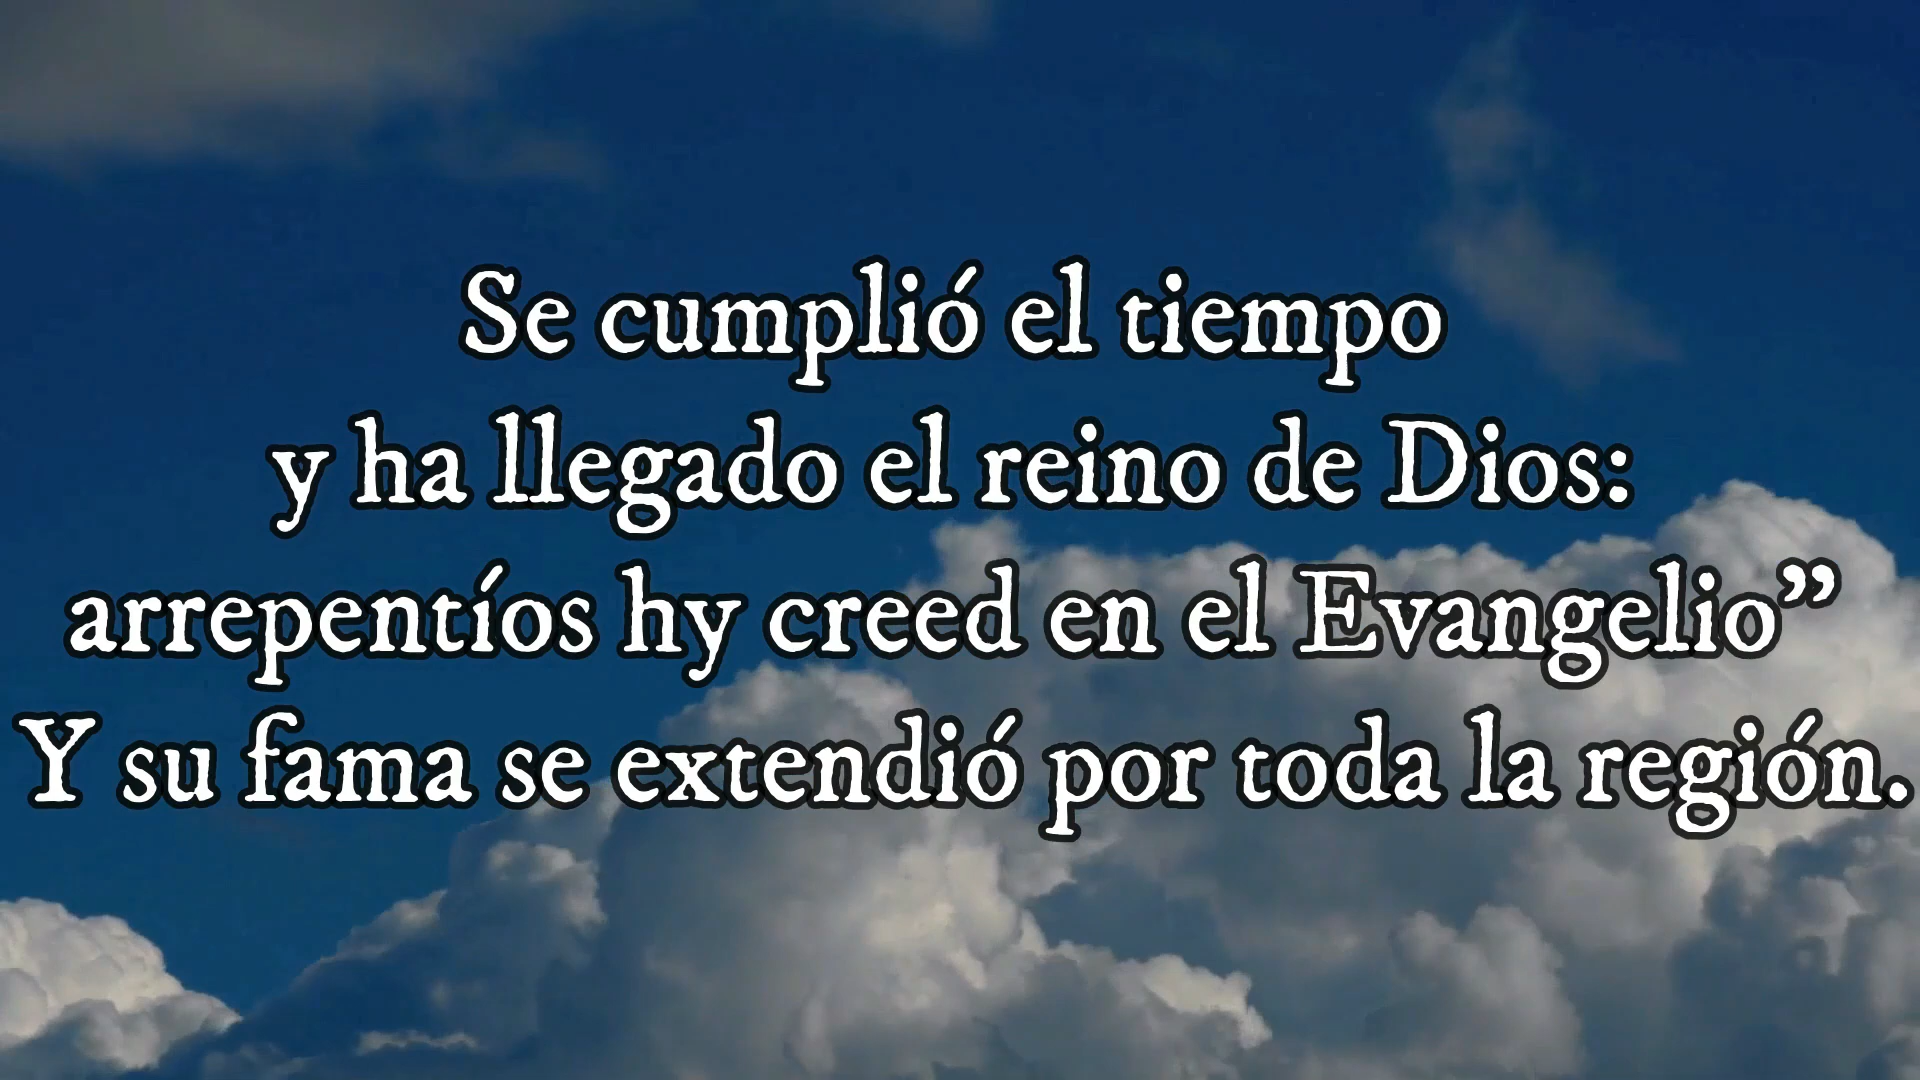 Se cumplió el tiempo
y ha llegado el reino de Dios:
arrepentíos hy creed en el Evangelio”
Y su fama se extendió por toda la región.